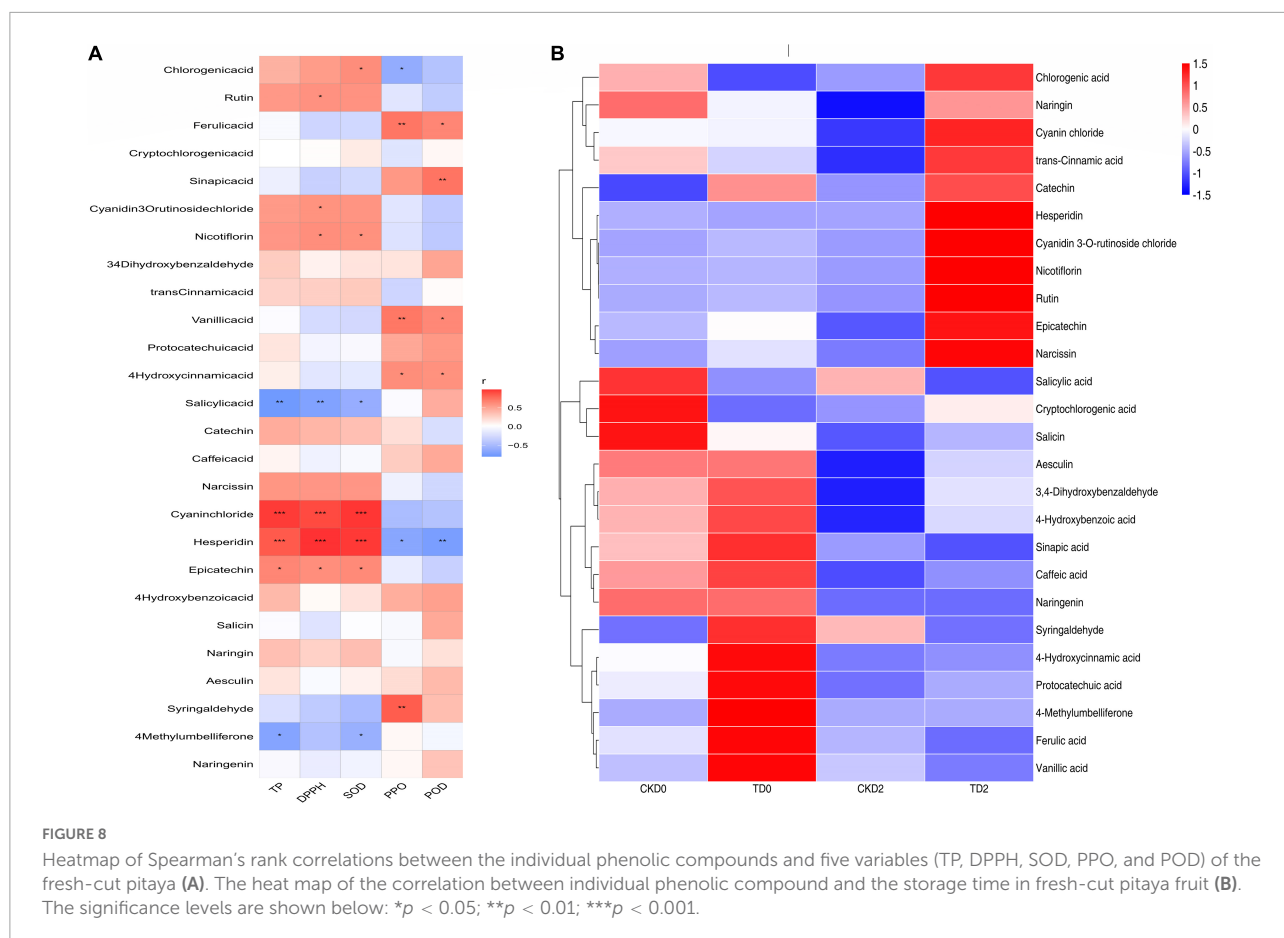 A
Chlorogenicacid
* *
Rutin
*
Ferulicacid
** *
Cryptochlorogenicacid
Sinapicacid
**
Cyanidin3Orutinosidechloride
*
Nicotiflorin
* *
34Dihydroxybenzaldehyde
transCinnamicacid
Vanillicacid
** *
Protocatechuicacid
4Hydroxycinnamicacid
* *
Salicylicacid
** ** *
Catechin
Caffeicacid
Narcissin
Cyaninchloride
*** *** ***
Hesperidin
*** *** *** * **
Epicatechin
* * *
4Hydroxybenzoicacid
Salicin
Naringin
Aesculin
Syringaldehyde
**
4Methylumbelliferone
* *
Naringenin
TP DPPH SOD PPO POD
r
0.5
0.0
−0.5
B
Chlorogenic acid
Naringin
Cyanin chloride
trans-Cinnamic acid
Catechin
Hesperidin
Cyanidin 3-O-rutinoside chloride
Nicotiflorin
Rutin
Epicatechin
Narcissin
Salicylic acid
Cryptochlorogenic acid
Salicin
Aesculin
3,4-Dihydroxybenzaldehyde
4-Hydroxybenzoic acid
Sinapic acid
Caffeic acid
Naringenin
Syringaldehyde
4-Hydroxycinnamic acid
Protocatechuic acid
4-Methylumbelliferone
Ferulic acid
Vanillic acid
CKD0 TD0 CKD2 TD2
1.5
1
0.5
0
-0.5
-1
-1.5
FIGURE 8
Heatmap of Spearman's rank correlations between the individual phenolic compounds and five variables (TP, DPPH, SOD, PPO, and POD) of the
fresh-cut pitaya (A). The heat map of the correlation between individual phenolic compound and the storage time in fresh-cut pitaya fruit (B).
The significance levels are shown below: *p < 0.05; **p < 0.01; ***p < 0.001.